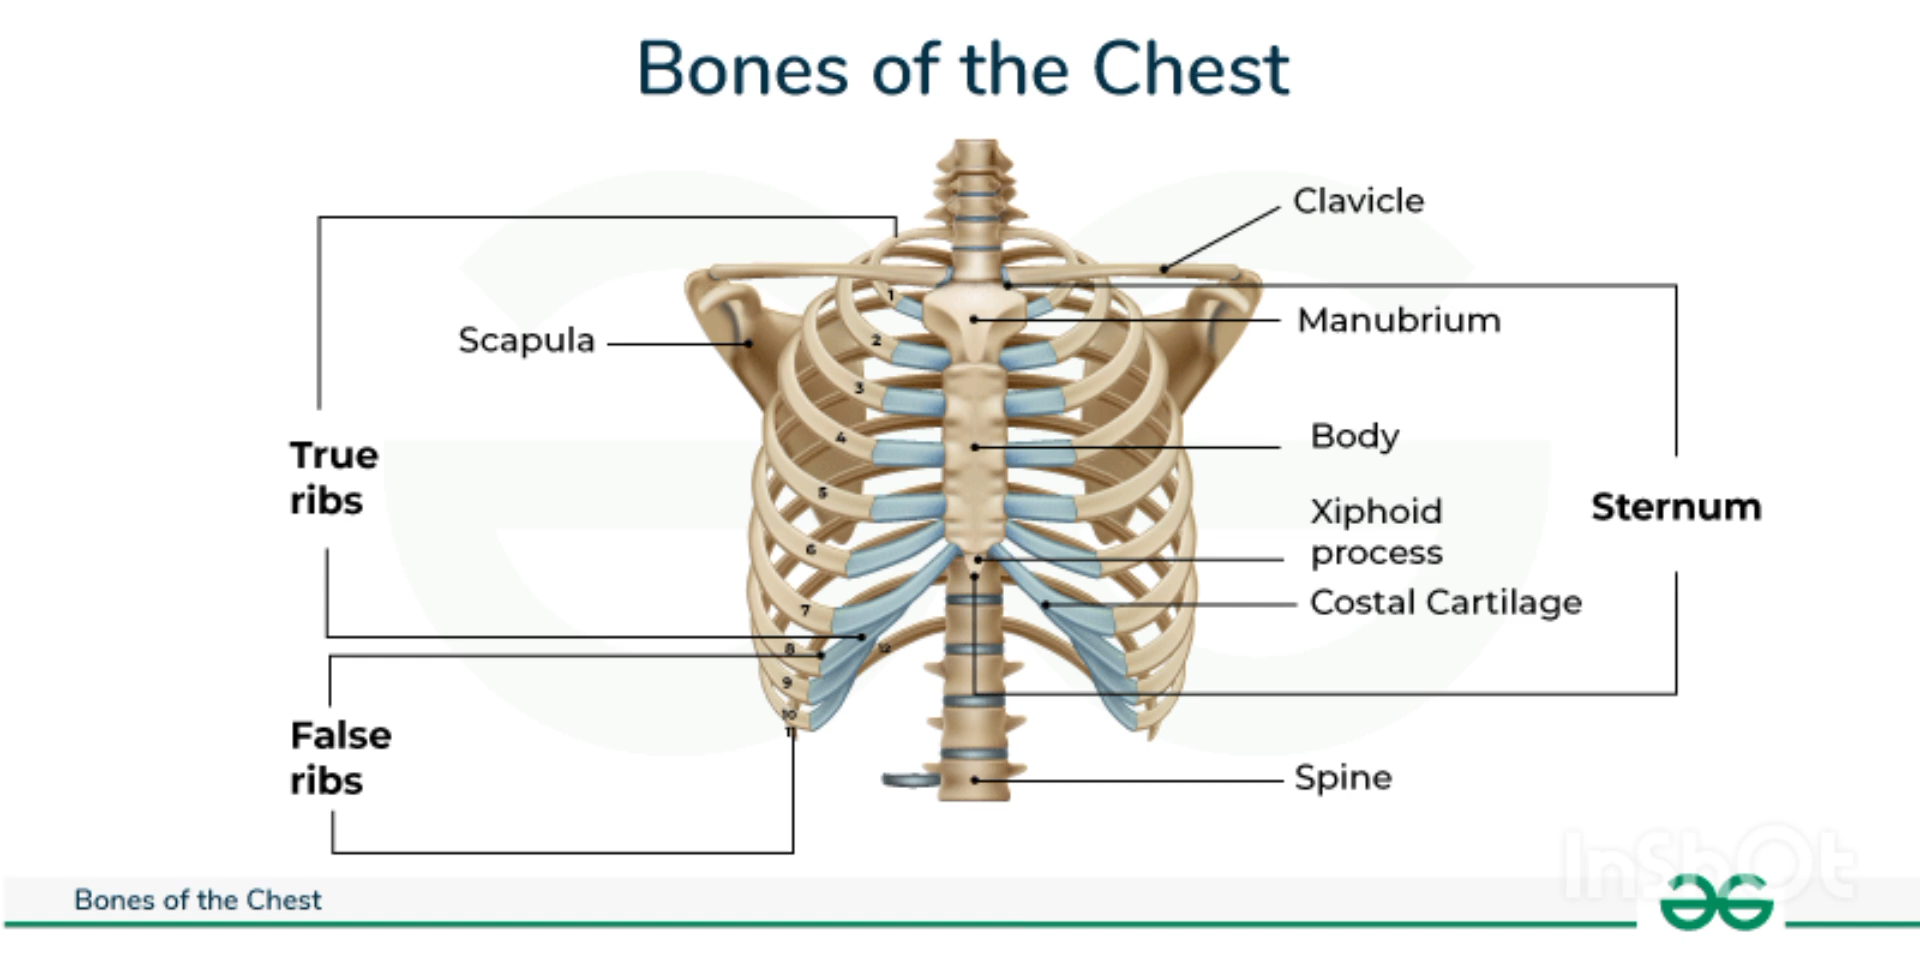 Bones of the Chest
Clavicle
Manubrium
Scapula
Body
True
ribs
Xiphoid
process
Sternum
Costal Cartilage
False
ribs
Spine
1
2
3
4
5
6
7
8
9
10
11
12
Bones of the Chest
InShOt